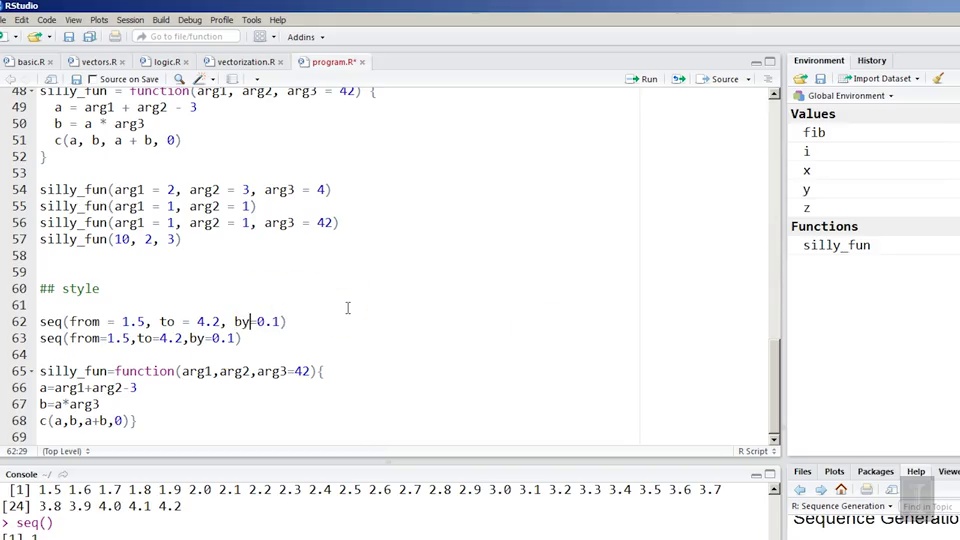 RStudio
Edit Code View Plots Session Build Debug Profile Tools Help
Go to file/function Addins
basic.R vectors.R logic.R vectorization.R program.R*
Source on Save Run Source
48 silly_fun = function(arg1, arg2, arg3 = 42) {
49 a = arg1 + arg2 - 3
50 b = a * arg3
51 c(a, b, a + b, 0)
52 }
53
54 silly_fun(arg1 = 2, arg2 = 3, arg3 = 4)
55 silly_fun(arg1 = 1, arg2 = 1)
56 silly_fun(arg1 = 1, arg2 = 1, arg3 = 42)
57 silly_fun(10, 2, 3)
58
59
60 ## style
61
62 seq(from = 1.5, to = 4.2, by=0.1)
63 seq(from=1.5,to=4.2,by=0.1)
64
65 silly_fun=function(arg1,arg2,arg3=42){
66 a=arg1+arg2-3
67 b=a*arg3
68 c(a,b,a+b,0)}
69
62:29 (Top Level) R Script
Console ~/
[1] 1.5 1.6 1.7 1.8 1.9 2.0 2.1 2.2 2.3 2.4 2.5 2.6 2.7 2.8 2.9 3.0 3.1 3.2 3.3 3.4 3.5 3.6 3.7
[24] 3.8 3.9 4.0 4.1 4.2
> seq()
[1] 1
Environment History
Import Dataset
Global Environment
Values
fib
i
x
y
z
Functions
silly_fun
Files Plots Packages Help
R: Sequence Generation Find in Topic
Sequence Generation